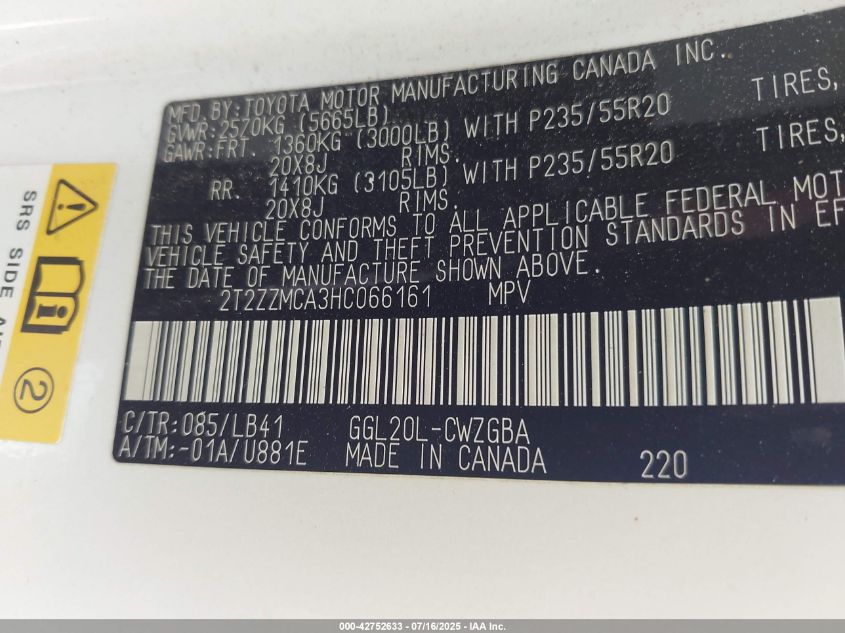 MFD. BY: TOYOTA MOTOR MANUFACTURING CANADA INC.
GVWR: 2570KG (5665LB)
GAWR: FRT 1360KG (3000LB) WITH P235/55R20 TIRES,
20X8J RIMS.
RR. 1410KG (3105LB) WITH P235/55R20 TIRES,
20X8J RIMS.
THIS VEHICLE CONFORMS TO ALL APPLICABLE FEDERAL MOT
VEHICLE SAFETY AND THEFT PREVENTION STANDARDS IN EF
THE DATE OF MANUFACTURE SHOWN ABOVE.
2T2ZZMCA3HC066161 MPV
C/TR: 085/LB41 GGL20L-CWZGBA
A/TM: -01A/U881E MADE IN CANADA 220
SRS SIDE AI
2
000-42752633 - 07/16/2025 - IAA Inc.